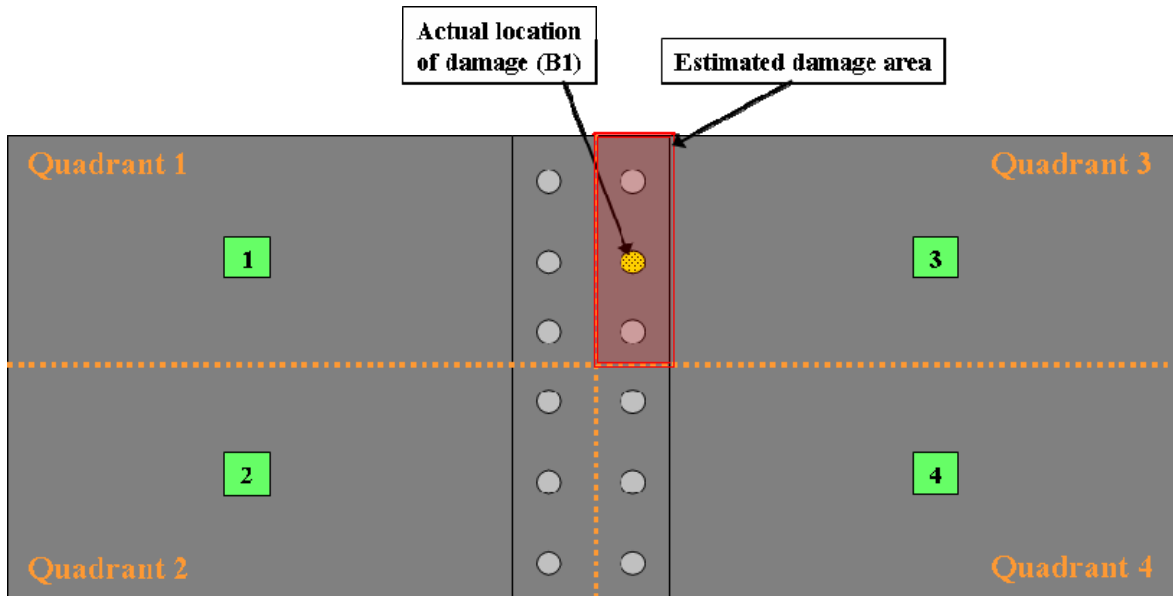 Actual location
of damage (B1)
Estimated damage area
Quadrant 1
Quadrant 3
1
3
2
4
Quadrant 2
Quadrant 4